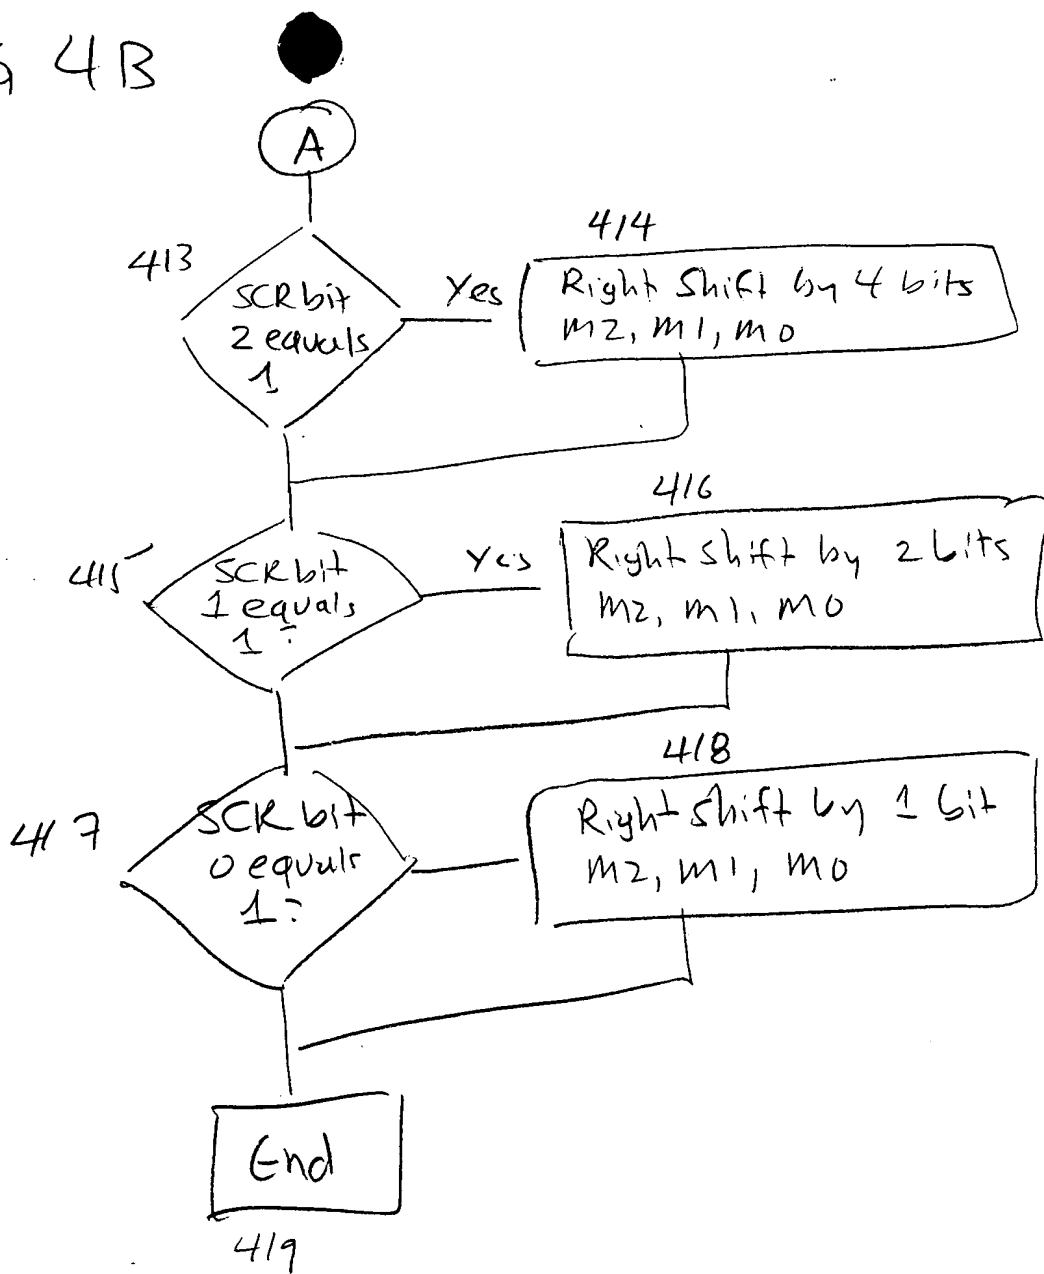 4B
A
413
SCR bit
2 equals
1
Yes
414
Right Shift by 4 bits
m2, m1, m0
415
SCR bit
1 equals
1?
Yes
416
Right Shift by 2 bits
m2, m1, m0
417
SCR bit
0 equals
1?
418
Right Shift by 1 bit
m2, m1, m0
End
419